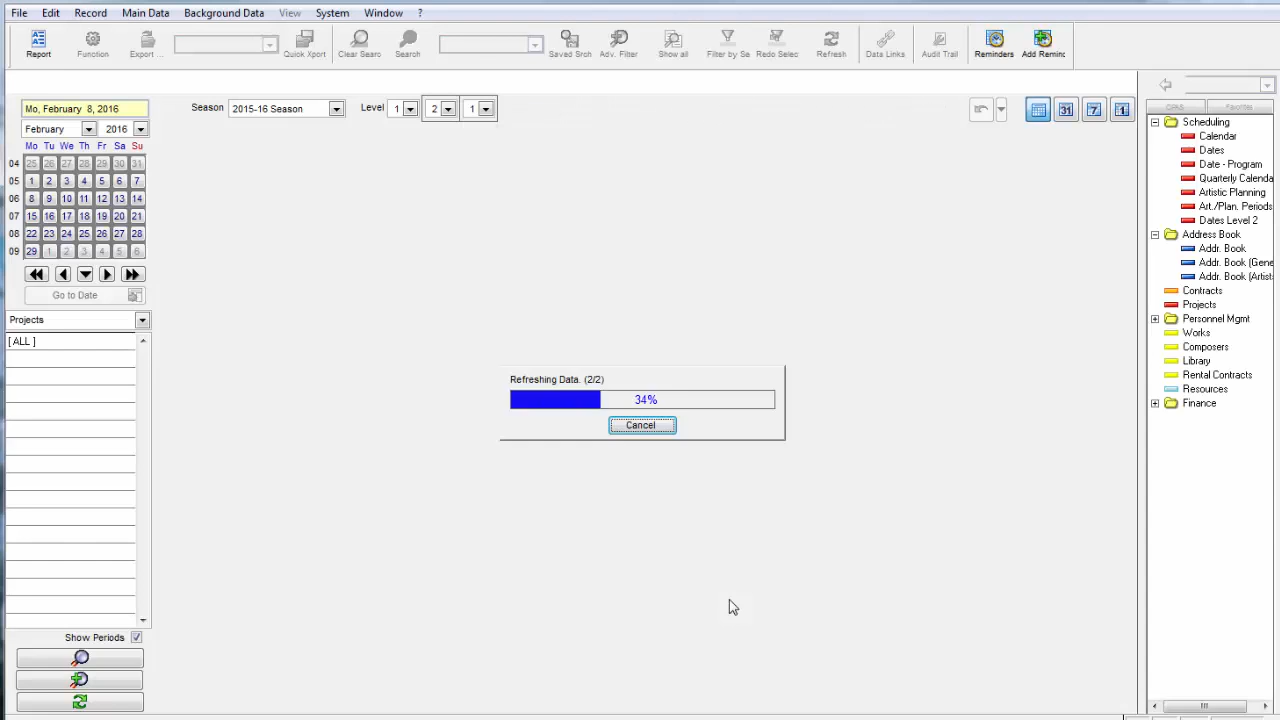 File Edit Record Main Data Background Data View System Window ?
Report Function Export ... Quick Xport Clear Searc Search Saved Srch Adv. Filter Show all Filter by Se Redo Selec Refresh Data Links Audit Trail Reminders Add Reminc
Mo, February 8, 2016
Season 2015-16 Season Level 1 2 1
31 7 1
February 2016
Mo Tu We Th Fr Sa Su
04 25 26 27 28 29 30 31
05 1 2 3 4 5 6 7
06 8 9 10 11 12 13 14
07 15 16 17 18 19 20 21
08 22 23 24 25 26 27 28
09 29 1 2 3 4 5 6
Go to Date
Projects
[ ALL ]
Show Periods
Refreshing Data. (2/2)
34%
Cancel
OPAS Favorites
Scheduling
Calendar
Dates
Date - Program
Quarterly Calenda
Artistic Planning
Art./Plan. Periods
Dates Level 2
Address Book
Addr. Book
Addr. Book (Gene
Addr. Book (Artist
Contracts
Projects
Personnel Mgmt
Works
Composers
Library
Rental Contracts
Resources
Finance